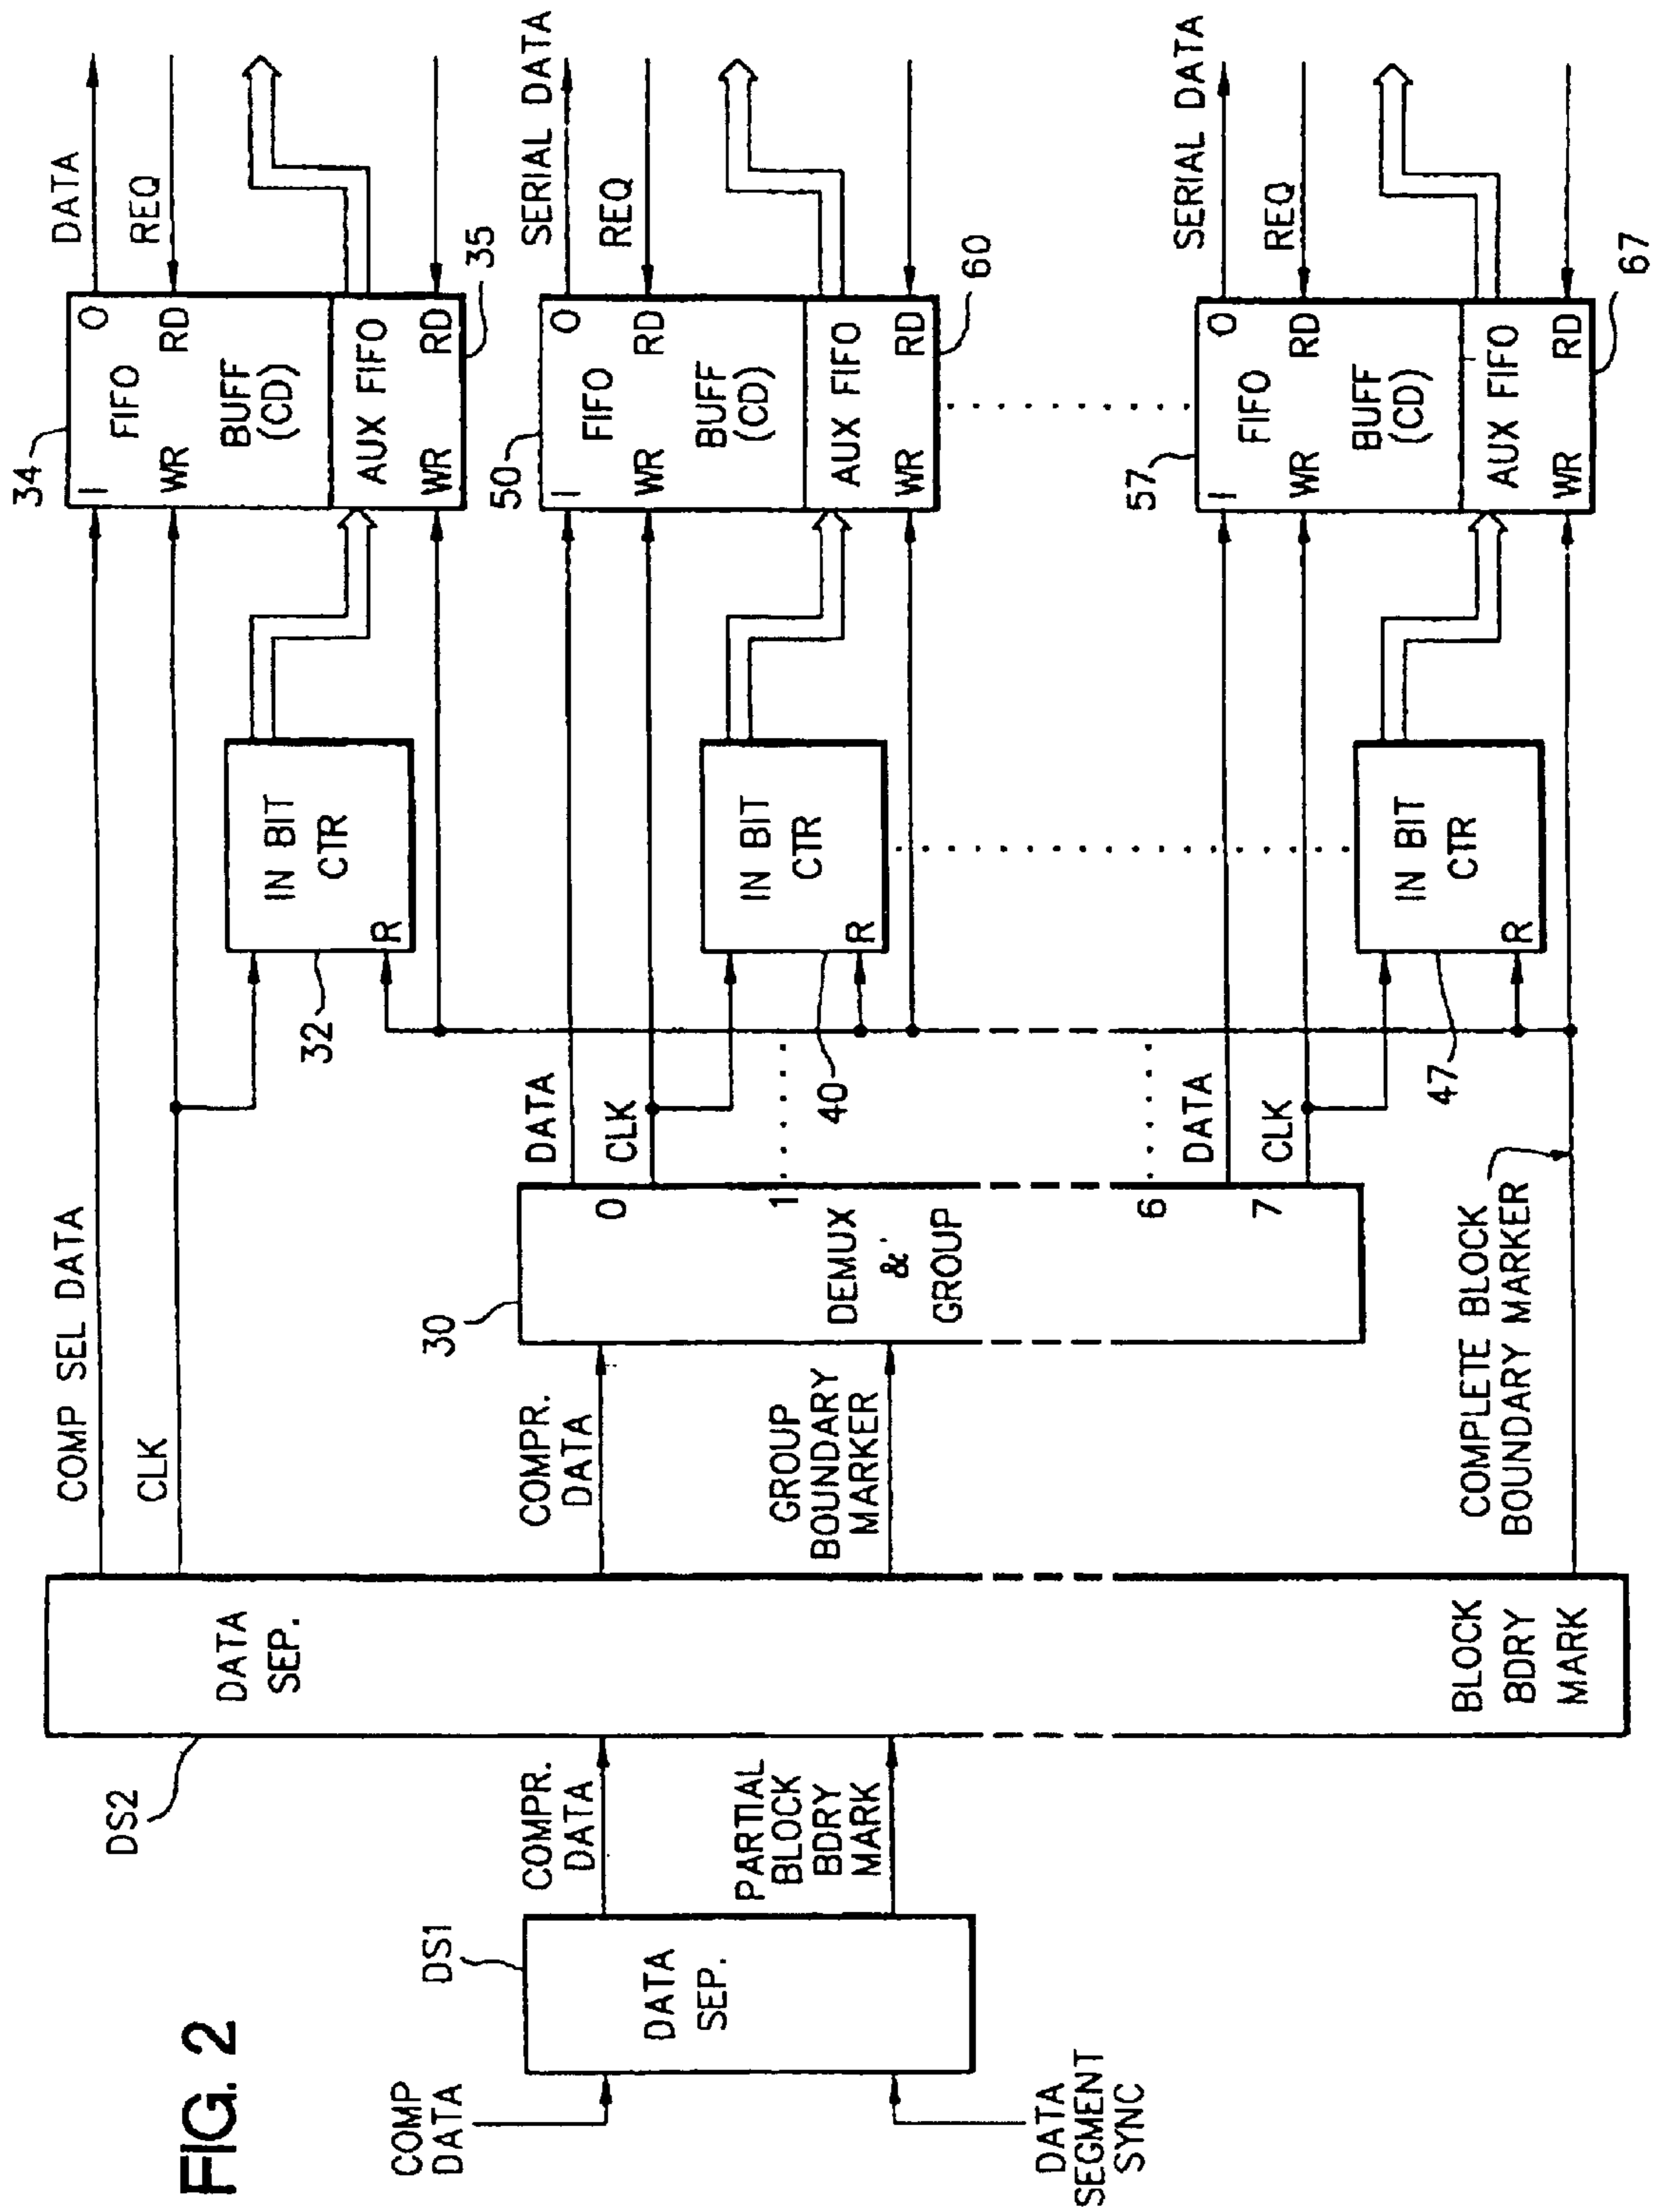 FIG. 2
COMP
DATA
DATA
SEGMENT
SYNC
DS1
DATA
SEP.
COMPR.
DATA
PARTIAL
BLOCK
BDRY
MARK
DS2
DATA
SEP.
BLOCK
BDRY
MARK
COMP SEL DATA
CLK
COMPR.
DATA
GROUP
BOUNDARY
MARKER
COMPLETE BLOCK
BOUNDARY MARKER
30
DEMUX
&
GROUP
0
1
6
7
DATA
CLK
DATA
CLK
32
IN BIT
CTR
R
40
IN BIT
CTR
R
47
IN BIT
CTR
R
34
I
O
FIFO
WR
RD
BUFF
(CD)
AUX FIFO
WR
RD
35
DATA
REQ
50
I
O
FIFO
WR
RD
BUFF
(CD)
AUX FIFO
WR
RD
60
SERIAL DATA
REQ
57
I
O
FIFO
WR
RD
BUFF
(CD)
AUX FIFO
WR
RD
67
SERIAL DATA
REQ